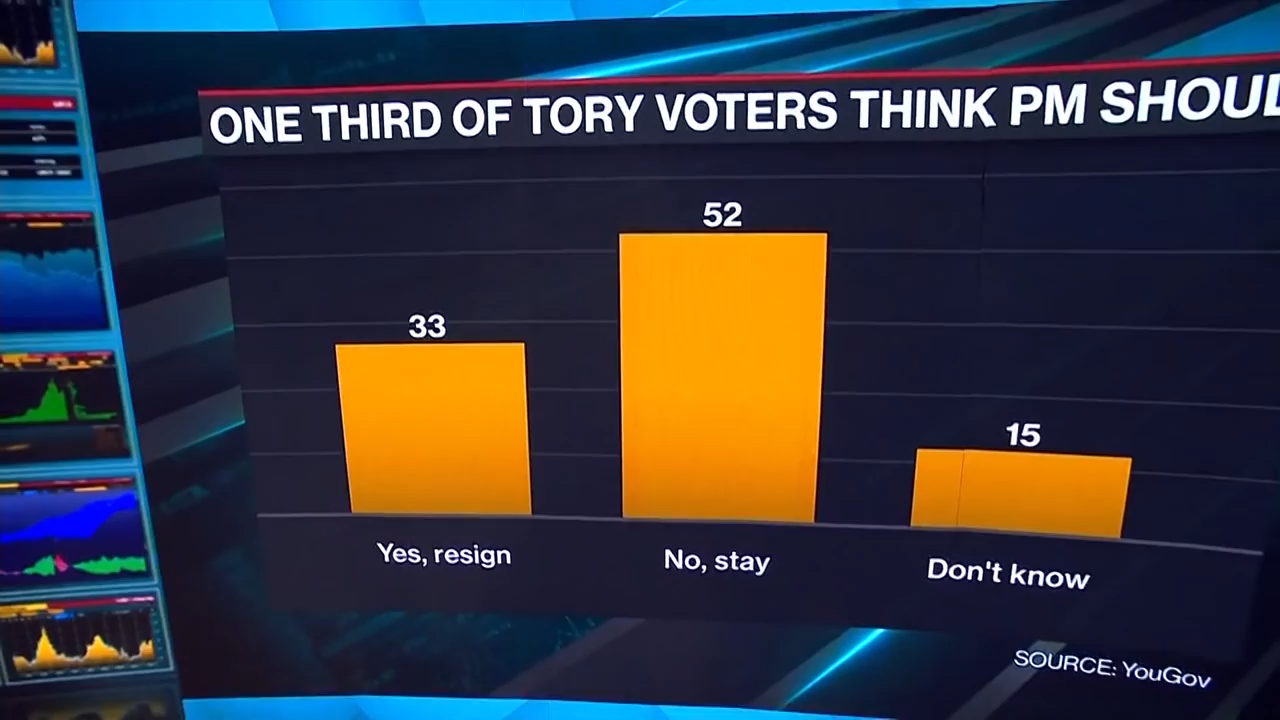 ONE THIRD OF TORY VOTERS THINK PM SHOUL
52
33
15
Yes, resign
No, stay
Don't know
SOURCE: YouGov